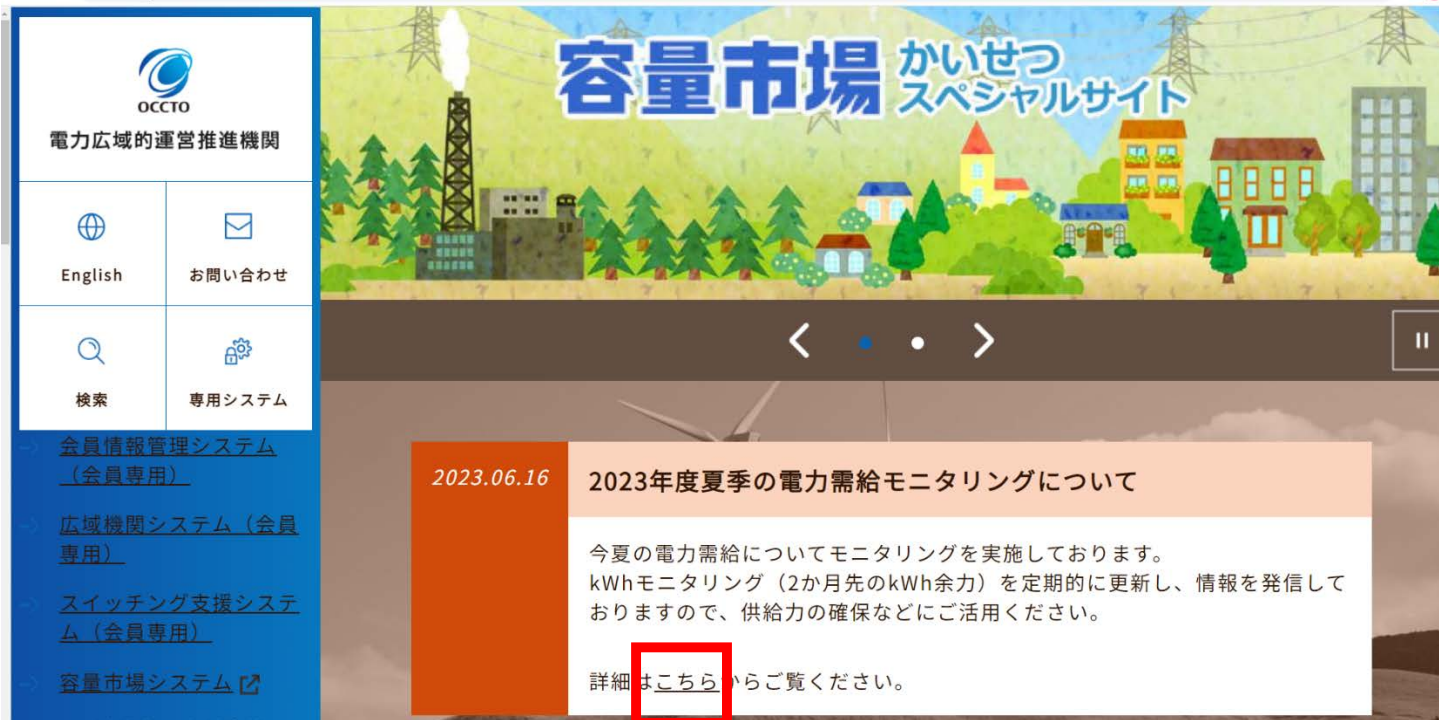 OCCTO
電力広域的運営推進機関
English
お問い合わせ
検索
専用システム
会員情報管理システム
（会員専用）
広域機関システム（会員
専用）
スイッチング支援システ
ム（会員専用）
容量市場システム
容量市場 かいせつ
スペシャルサイト
2023.06.16
2023年度夏季の電力需給モニタリングについて
今夏の電力需給についてモニタリングを実施しております。
kWhモニタリング（2か月先のkWh余力）を定期的に更新し、情報を発信して
おりますので、供給力の確保などにご活用ください。
詳細はこちらからご覧ください。